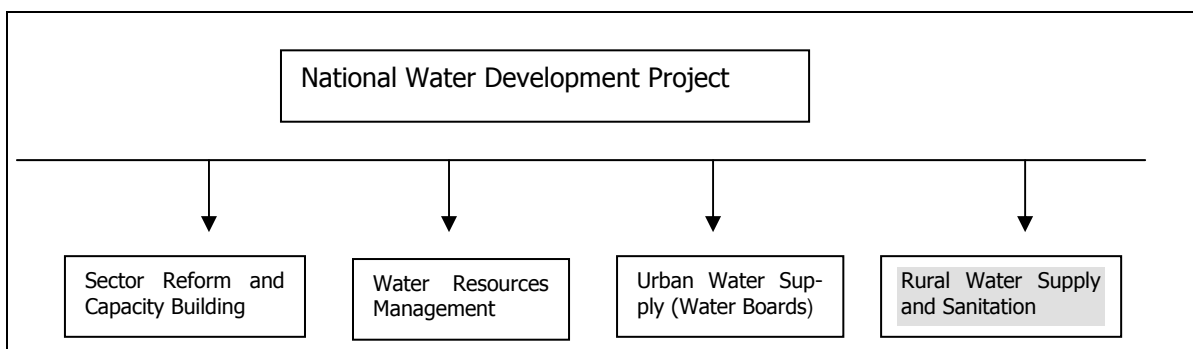 National Water Development Project
Sector Reform and
Capacity Building
Water Resources
Management
Urban Water Sup-
ply (Water Boards)
Rural Water Supply
and Sanitation